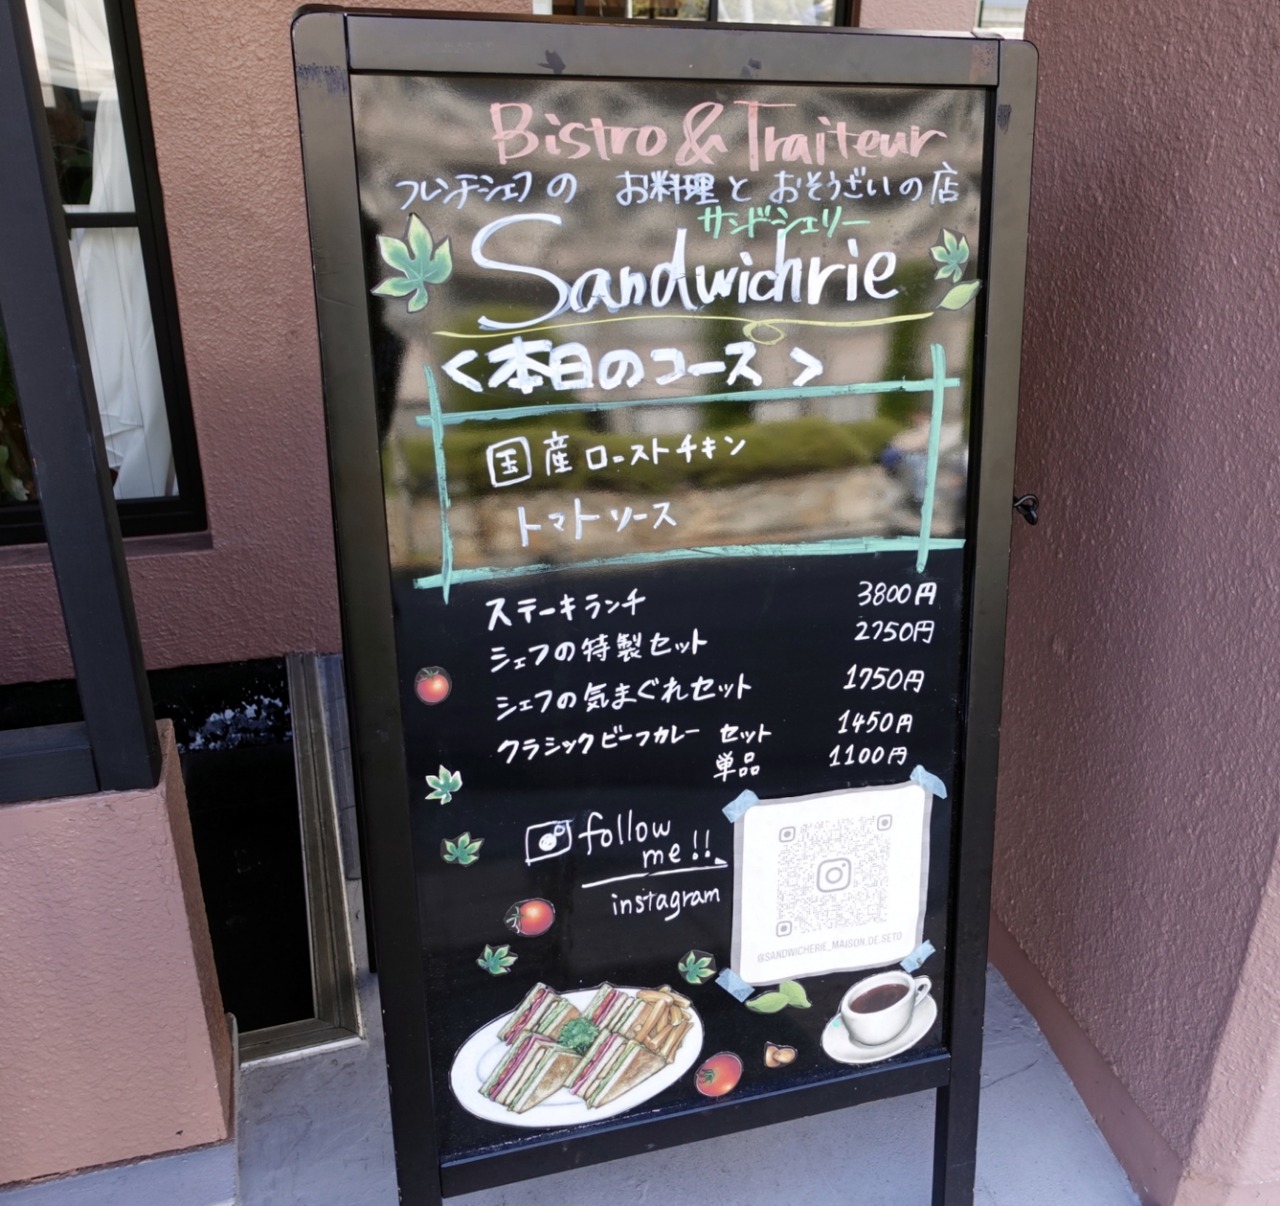 Bistro & Traiteur
フレンチシェフの お料理と おそうざいの店
サンドシェリー
Sandwichrie
<本日のコース>
国産ローストチキン
トマトソース
ステーキランチ 3800円
シェフの特製セット 2750円
シェフの気まぐれセット 1750円
クラシックビーフカレー セット 1450円
単品 1100円
follow
me!!
instagram
@SANDWICHERIE_MAISON.DE.SETO